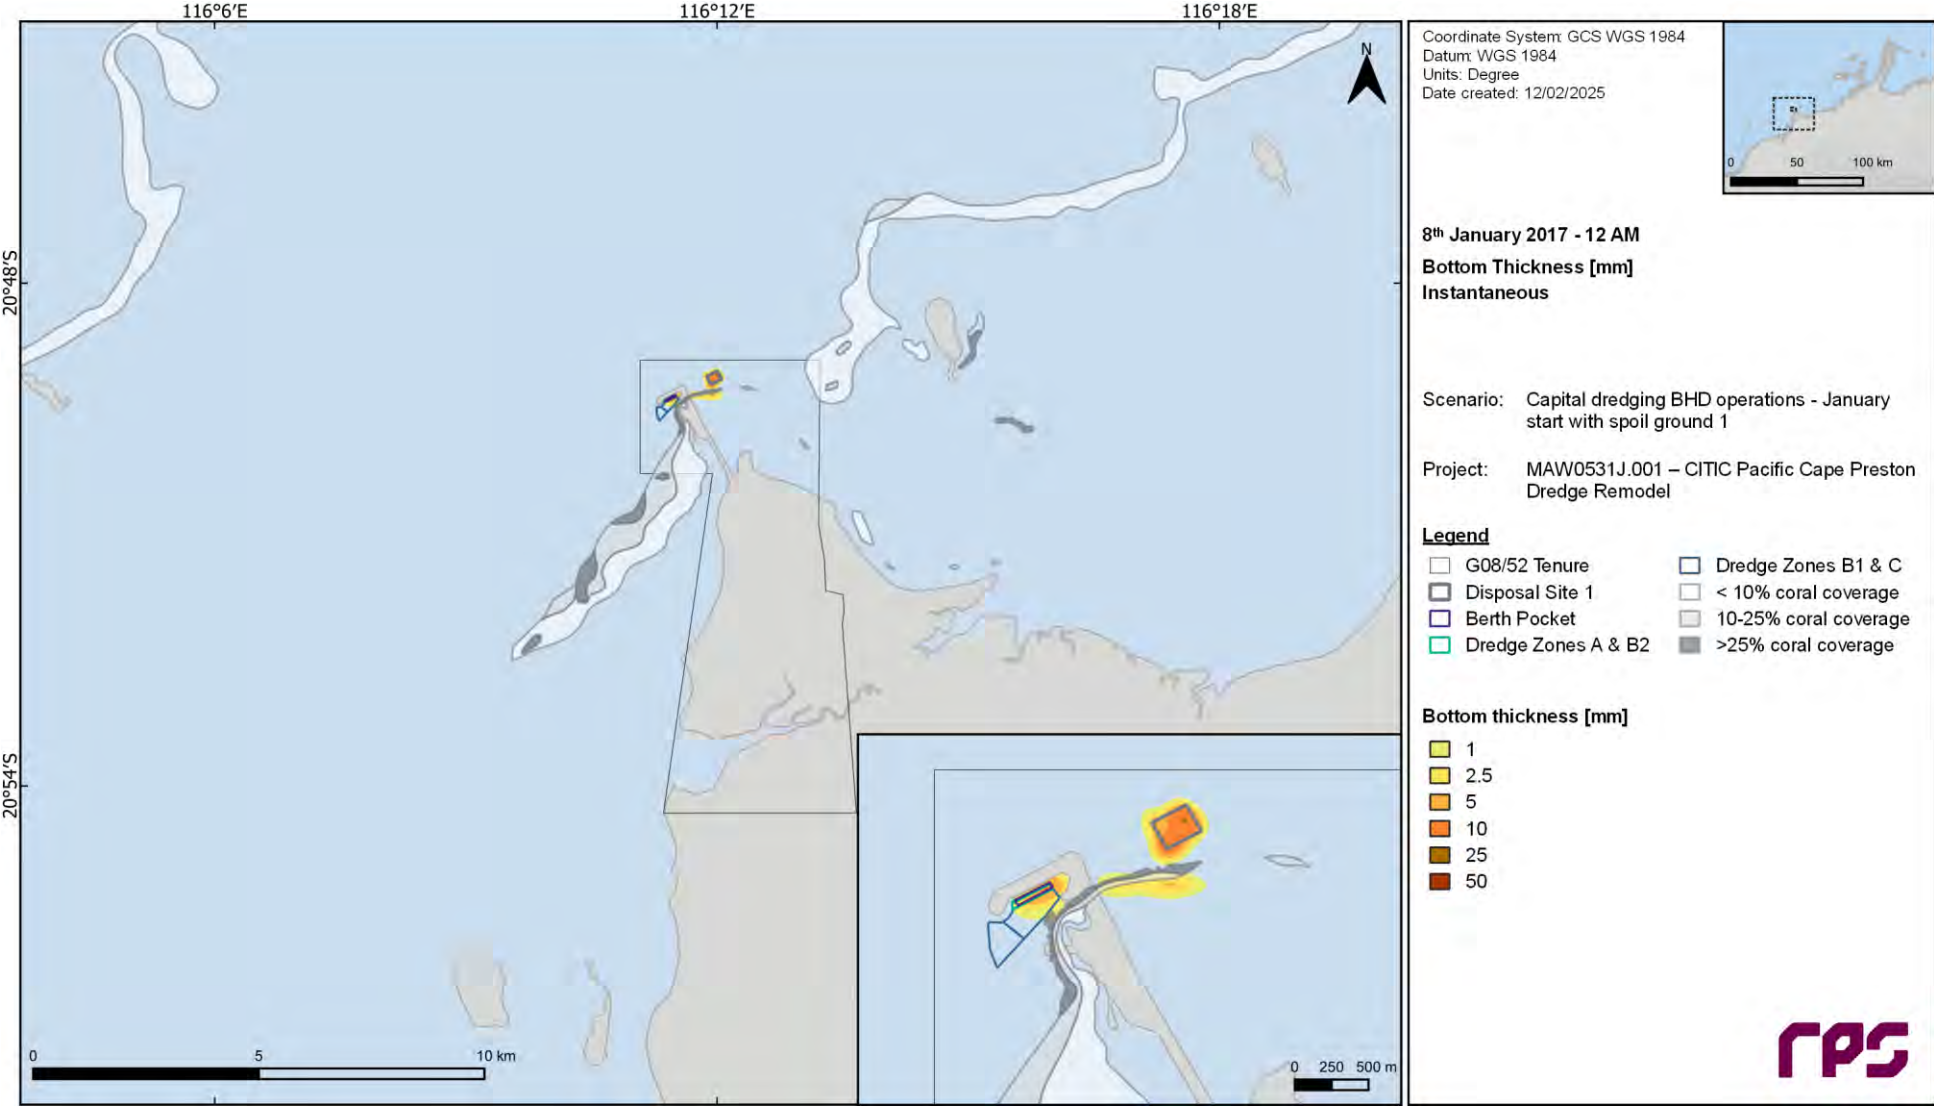 116°6'E
116°12'E
116°18'E
20°48'S
20°54'S
N
0 5 10 km
0 250 500 m
Coordinate System: GCS WGS 1984
Datum: WGS 1984
Units: Degree
Date created: 12/02/2025
0 50 100 km
8th January 2017 - 12 AM
Bottom Thickness [mm]
Instantaneous
Scenario: Capital dredging BHD operations - January
start with spoil ground 1
Project: MAW0531J.001 – CITIC Pacific Cape Preston
Dredge Remodel
Legend
G08/52 Tenure
Disposal Site 1
Berth Pocket
Dredge Zones A & B2
Dredge Zones B1 & C
< 10% coral coverage
10-25% coral coverage
>25% coral coverage
Bottom thickness [mm]
1
2.5
5
10
25
50
rps